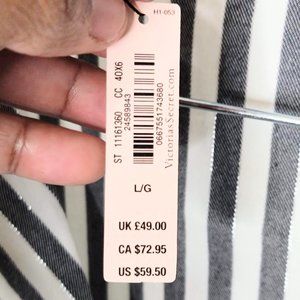 H1-053
ST 11161360 CC 40X6
24589843
0667551743680
VictoriasSecret.com
L/G
UK £49.00
CA $72.95
US $59.50